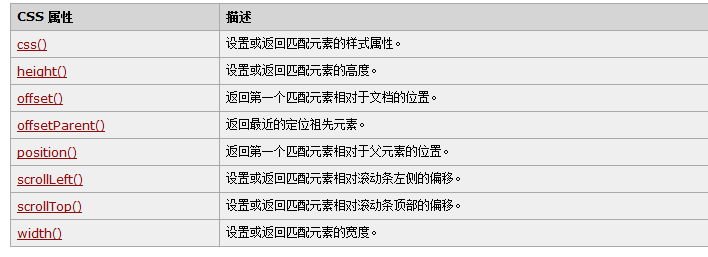 CSS 属性 描述
css() 设置或返回匹配元素的样式属性。
height() 设置或返回匹配元素的高度。
offset() 返回第一个匹配元素相对于文档的位置。
offsetParent() 返回最近的定位祖先元素。
position() 返回第一个匹配元素相对于父元素的位置。
scrollLeft() 设置或返回匹配元素相对滚动条左侧的偏移。
scrollTop() 设置或返回匹配元素相对滚动条顶部的偏移。
width() 设置或返回匹配元素的宽度。